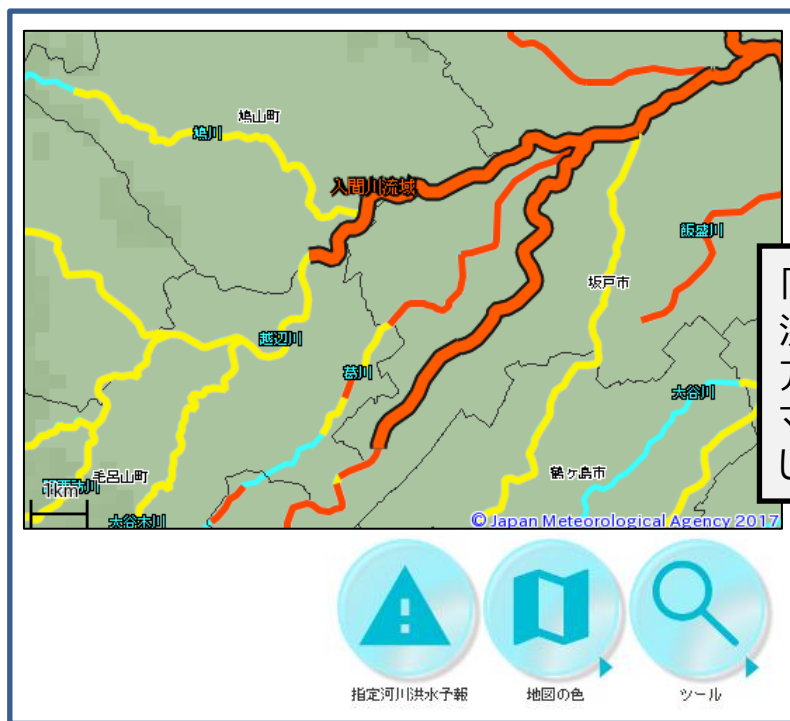 鳩山町
鳩川
入間川流域
飯盛川
坂戸市
越辺川
葛川
大谷川
毛呂山町
鶴ヶ島市
1km
大谷木川
© Japan Meteorological Agency 2017
「
マ
し
指定河川洪水予報
地図の色
ツール